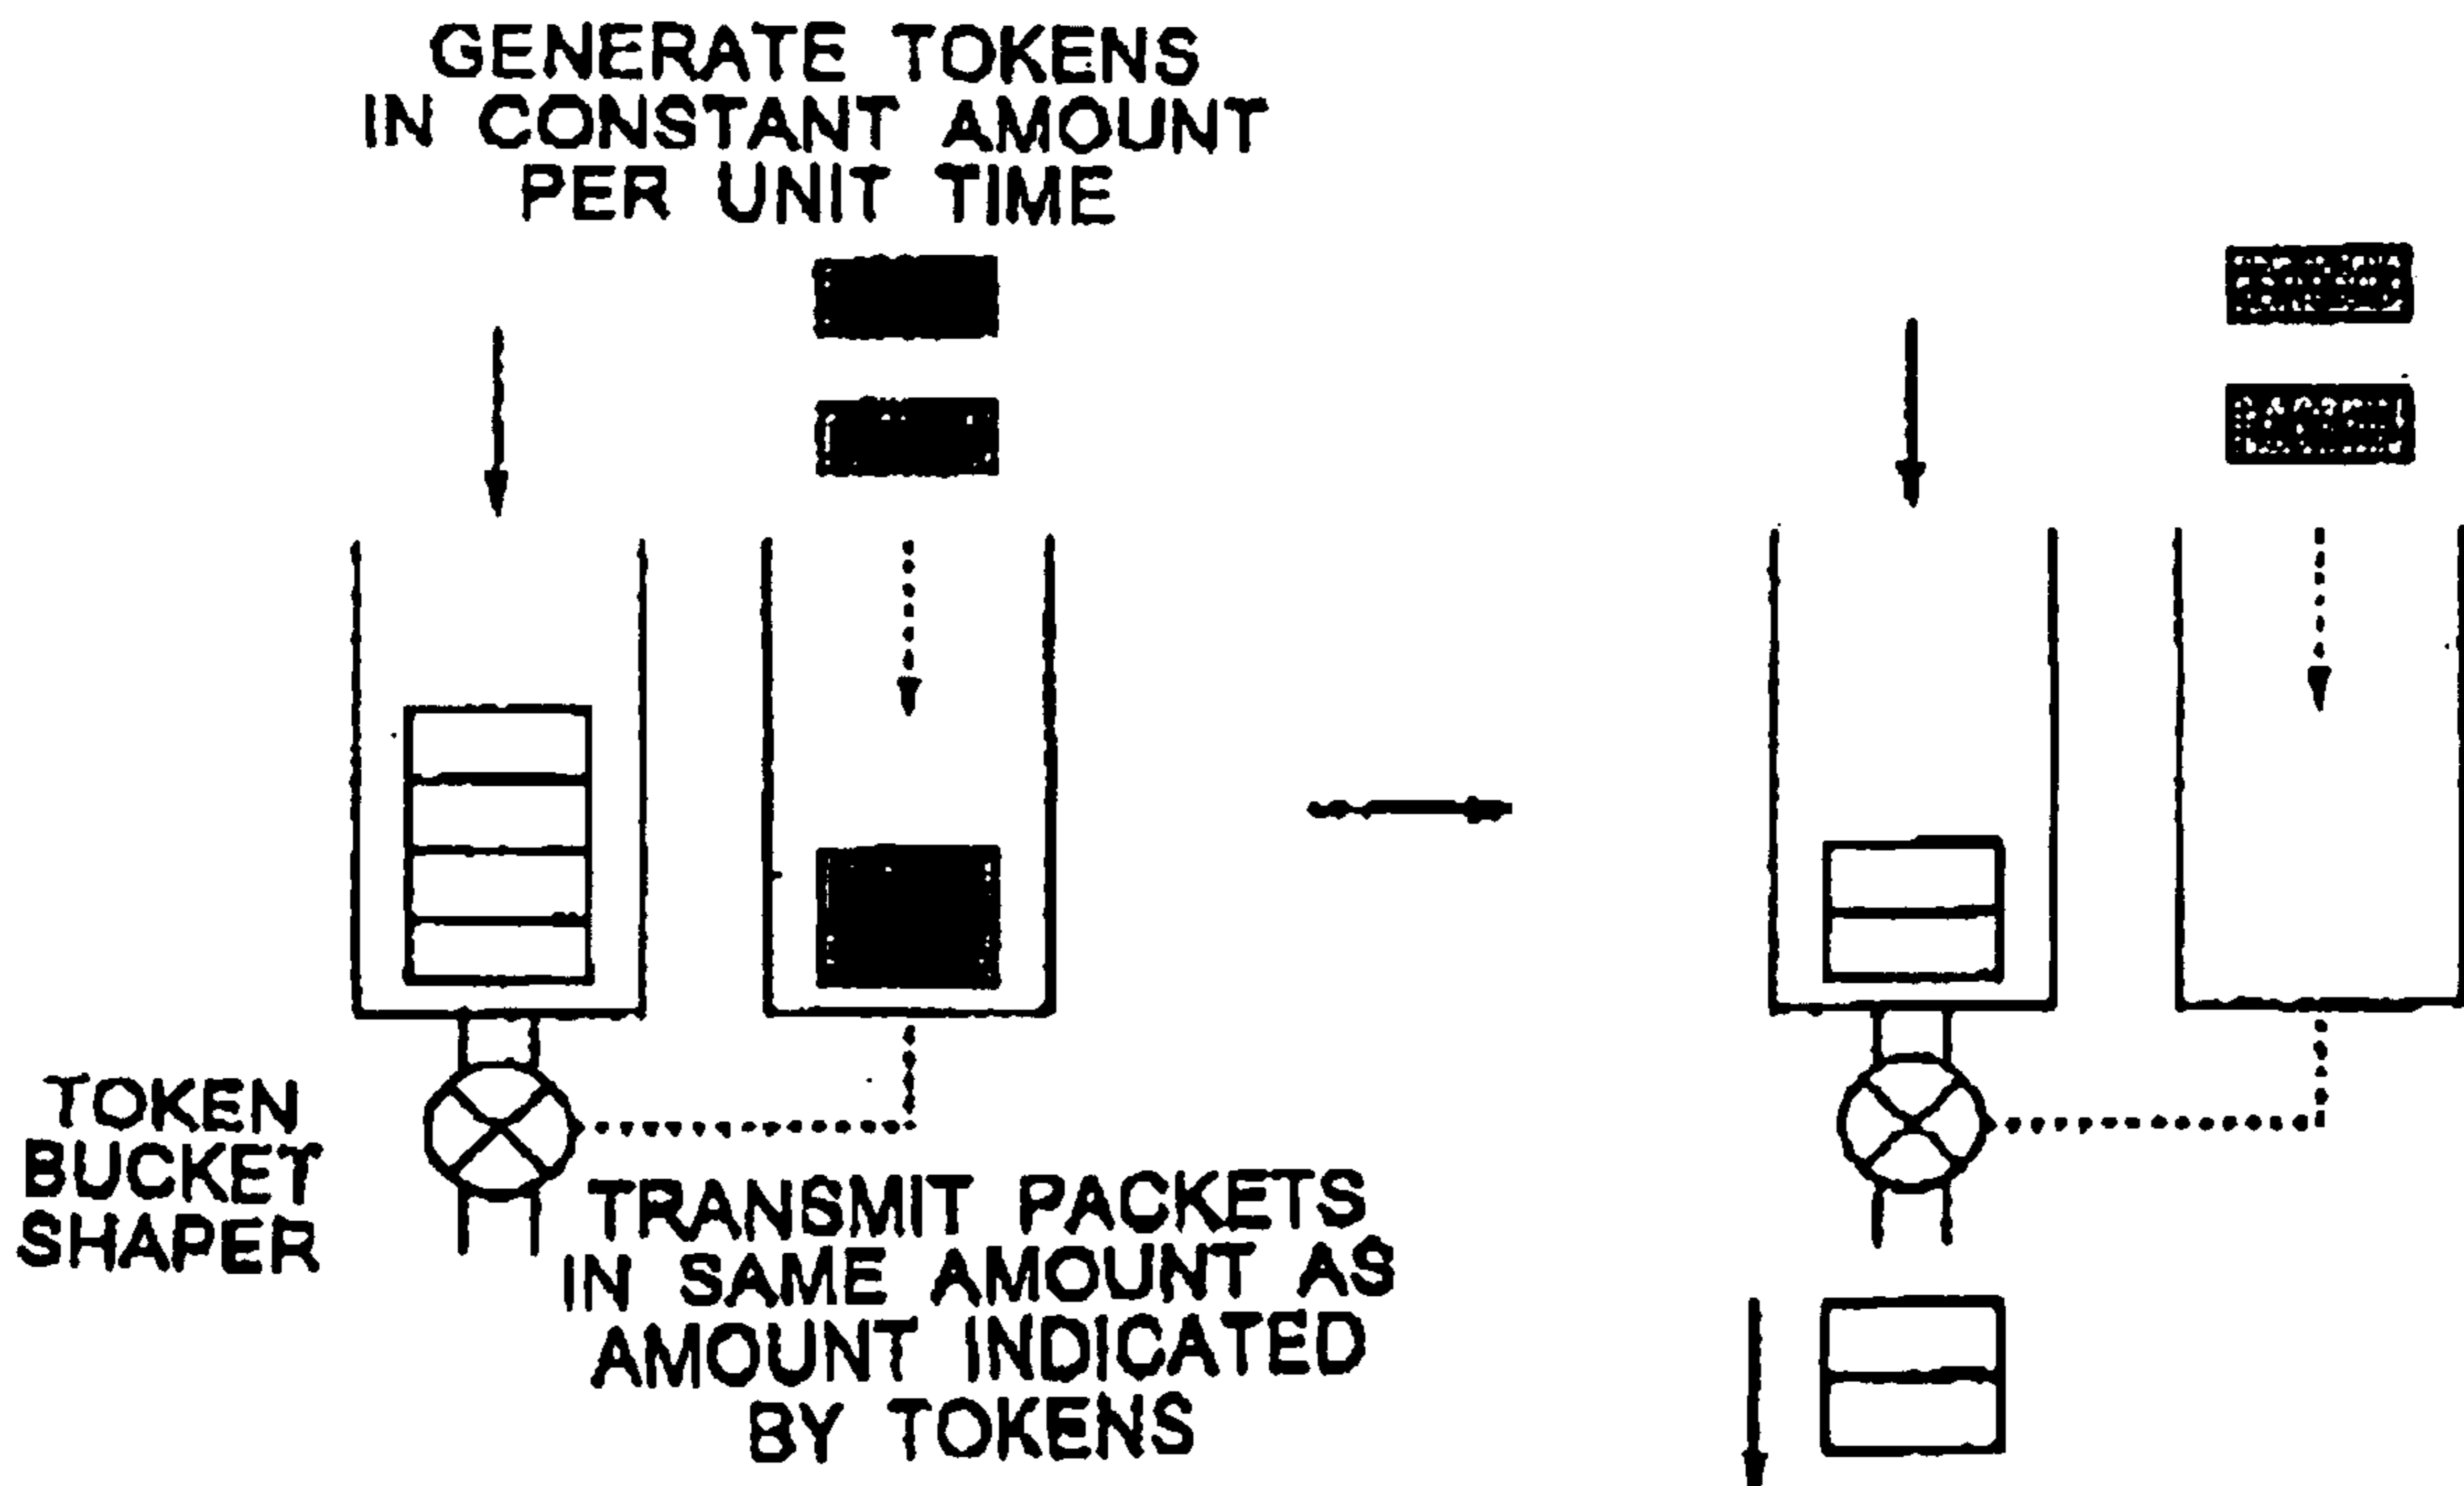 GENERATE TOKENS
IN CONSTANT AMOUNT
PER UNIT TIME
TOKEN
BUCKET
SHAPER
TRANSMIT PACKETS
IN SAME AMOUNT AS
AMOUNT INDICATED
BY TOKENS